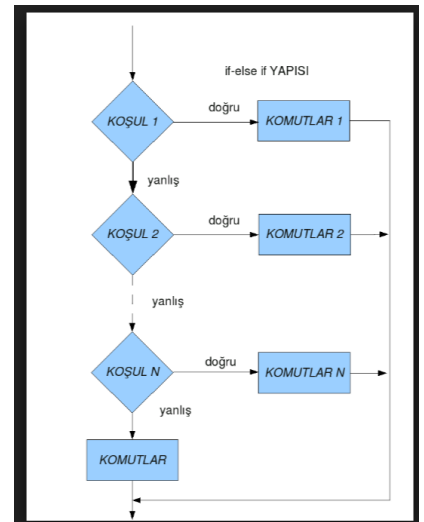 if-else if YAPISI
doğru
KOŞUL 1
KOMUTLAR 1
yanlış
doğru
KOŞUL 2
KOMUTLAR 2
yanlış
doğru
KOŞUL N
KOMUTLAR N
yanlış
KOMUTLAR